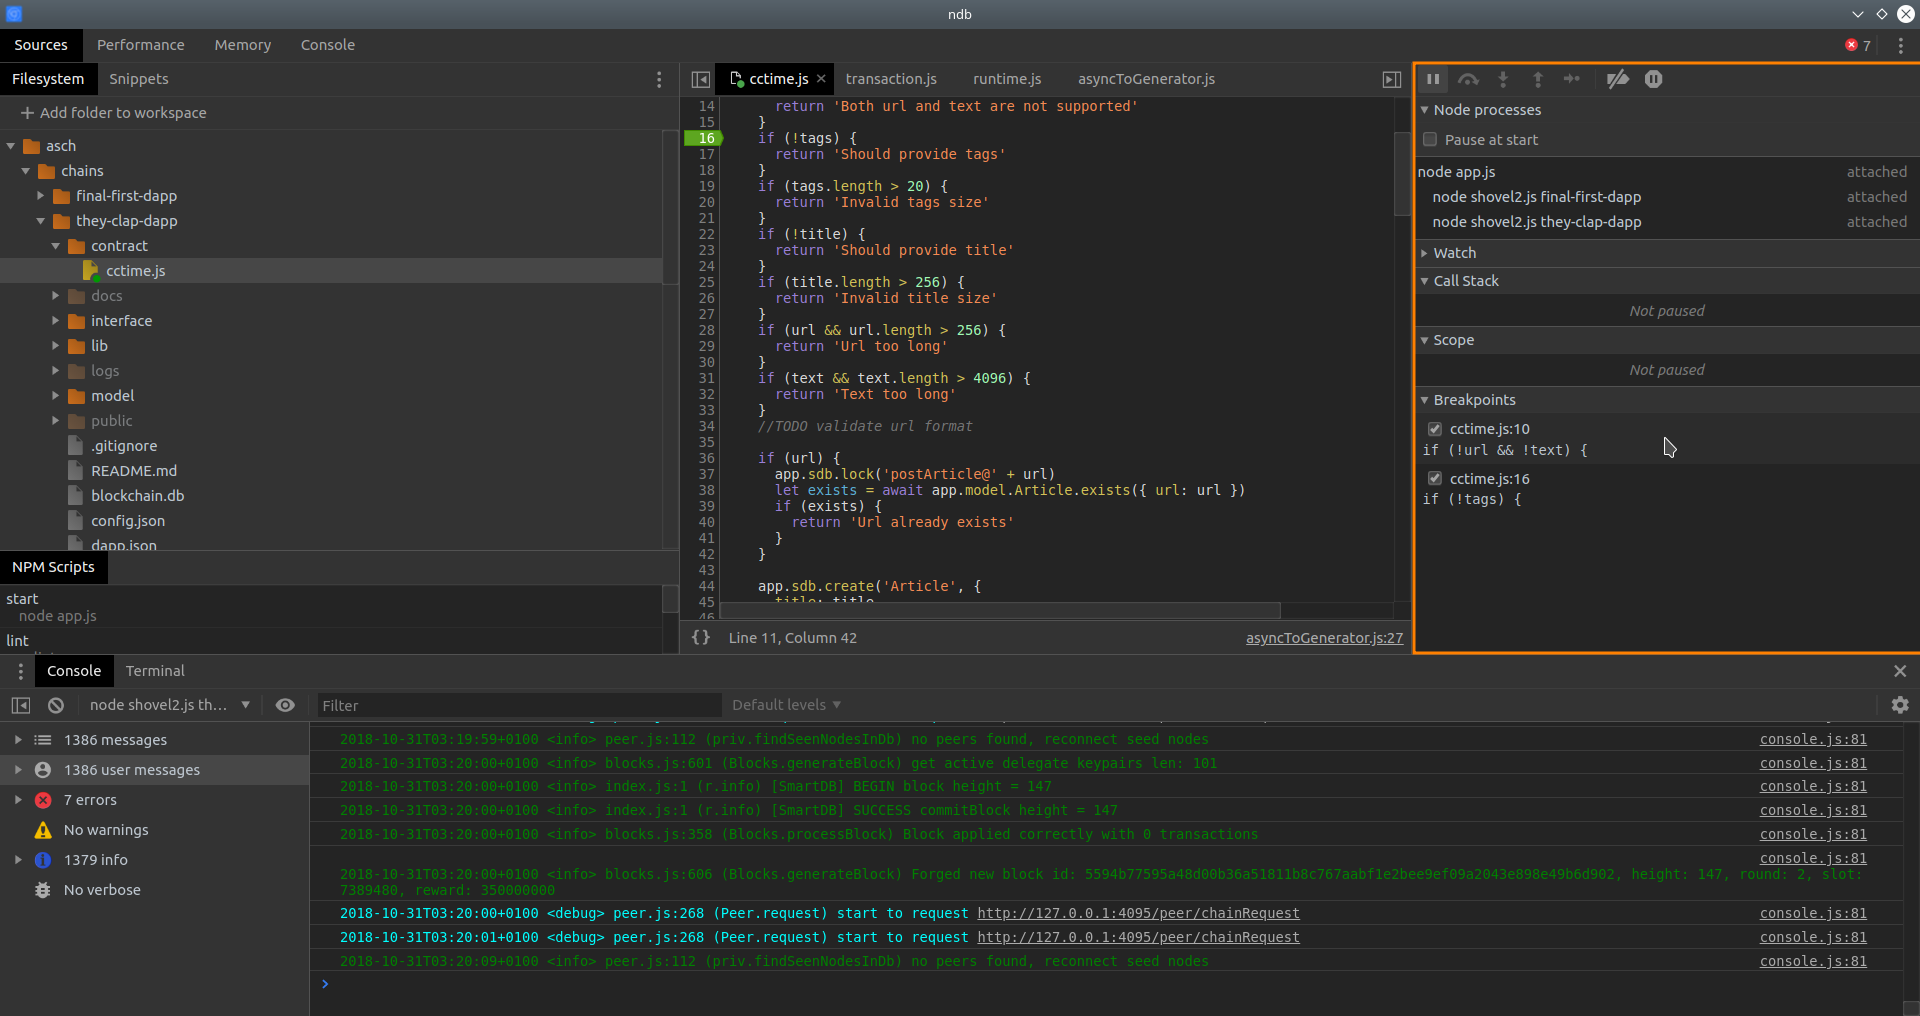 ndb
Sources Performance Memory Console 7
Filesystem Snippets
Add folder to workspace
asch
chains
final-first-dapp
they-clap-dapp
contract
cctime.js
docs
interface
lib
logs
model
public
.gitignore
README.md
blockchain.db
config.json
dapp.json
NPM Scripts
start
node app.js
lint
cctime.js transaction.js runtime.js asyncToGenerator.js
14 return 'Both url and text are not supported'
15 }
16 if (!tags) {
17 return 'Should provide tags'
18 }
19 if (tags.length > 20) {
20 return 'Invalid tags size'
21 }
22 if (!title) {
23 return 'Should provide title'
24 }
25 if (title.length > 256) {
26 return 'Invalid title size'
27 }
28 if (url && url.length > 256) {
29 return 'Url too long'
30 }
31 if (text && text.length > 4096) {
32 return 'Text too long'
33 }
34 //TODO validate url format
35
36 if (url) {
37 app.sdb.lock('postArticle@' + url)
38 let exists = await app.model.Article.exists({ url: url })
39 if (exists) {
40 return 'Url already exists'
41 }
42 }
43
44 app.sdb.create('Article', {
45 title: title
46
{} Line 11, Column 42 asyncToGenerator.js:27
Node processes
Pause at start
node app.js attached
node shovel2.js final-first-dapp attached
node shovel2.js they-clap-dapp attached
Watch
Call Stack
Not paused
Scope
Not paused
Breakpoints
cctime.js:10
if (!url && !text) {
cctime.js:16
if (!tags) {
Console Terminal
node shovel2.js th... Filter Default levels
1386 messages
1386 user messages
7 errors
No warnings
1379 info
No verbose
2018-10-31T03:19:59+0100 <info> peer.js:112 (priv.findSeenNodesInDb) no peers found, reconnect seed nodes console.js:81
2018-10-31T03:20:00+0100 <info> blocks.js:601 (Blocks.generateBlock) get active delegate keypairs len: 101 console.js:81
2018-10-31T03:20:00+0100 <info> index.js:1 (r.info) [SmartDB] BEGIN block height = 147 console.js:81
2018-10-31T03:20:00+0100 <info> index.js:1 (r.info) [SmartDB] SUCCESS commitBlock height = 147 console.js:81
2018-10-31T03:20:00+0100 <info> blocks.js:358 (Blocks.processBlock) Block applied correctly with 0 transactions console.js:81
console.js:81
2018-10-31T03:20:00+0100 <info> blocks.js:606 (Blocks.generateBlock) Forged new block id: 5594b77595a48d00b36a51811b8c767aabf1e2bee9ef09a2043e898e49b6d902, height: 147, round: 2, slot:
7389480, reward: 350000000
2018-10-31T03:20:00+0100 <debug> peer.js:268 (Peer.request) start to request http://127.0.0.1:4095/peer/chainRequest console.js:81
2018-10-31T03:20:01+0100 <debug> peer.js:268 (Peer.request) start to request http://127.0.0.1:4095/peer/chainRequest console.js:81
2018-10-31T03:20:09+0100 <info> peer.js:112 (priv.findSeenNodesInDb) no peers found, reconnect seed nodes console.js:81